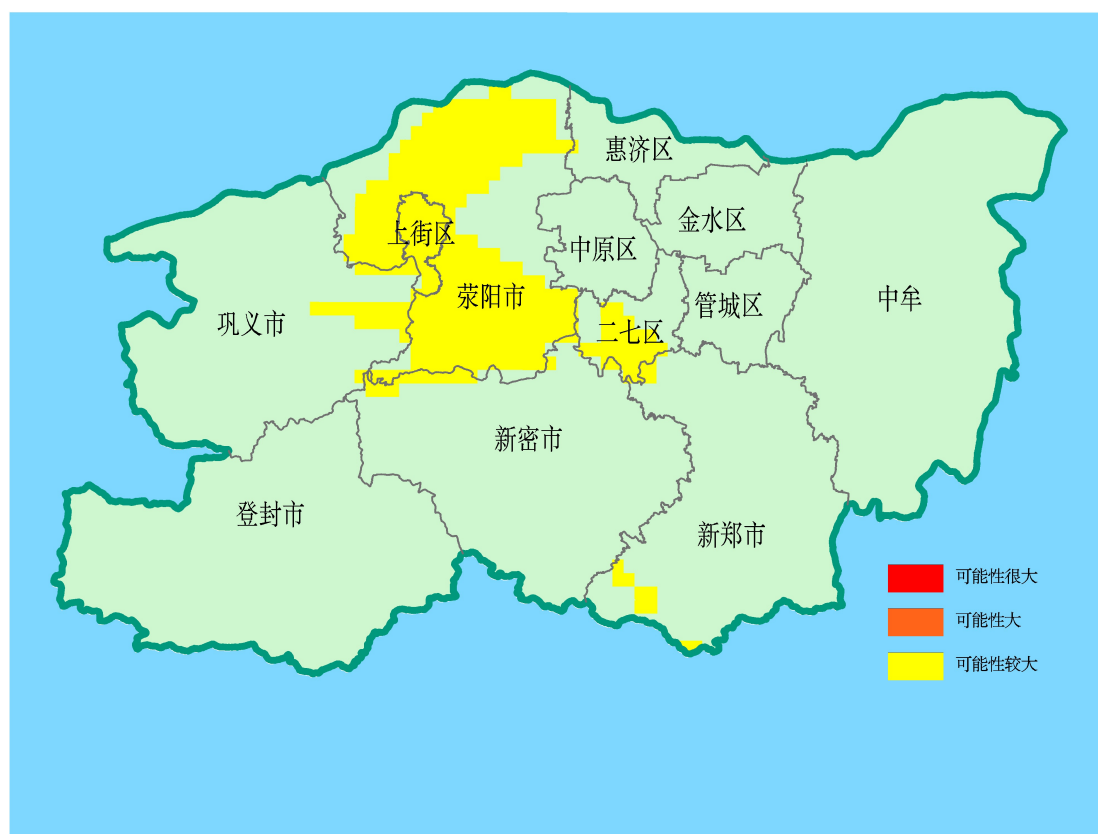 惠济区
金水区
上街区
中原区
荥阳市
中牟
管城区
巩义市
二七区
新密市
登封市
新郑市
可能性很大
可能性大
可能性较大